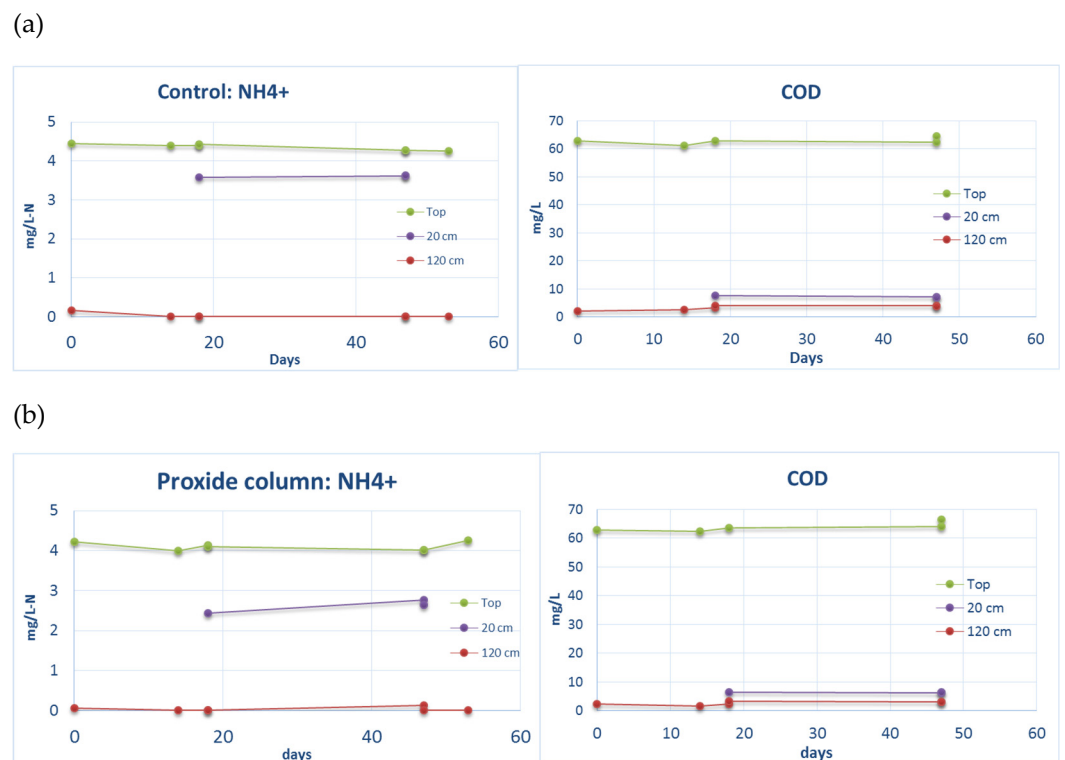 (a)
Control: NH4+
5
4
3
2
1
0
mg/L-N
0 20 40 60
Days
Top
20 cm
120 cm
COD
70
60
50
40
30
20
10
0
mg/L
0 10 20 30 40 50 60
Days
Top
20 cm
120 cm
(b)
Proxide column: NH4+
5
4
3
2
1
0
mg/L-N
0 20 40 60
days
Top
20 cm
120 cm
COD
70
60
50
40
30
20
10
0
mg/L
0 10 20 30 40 50 60
days
Top
20 cm
120 cm